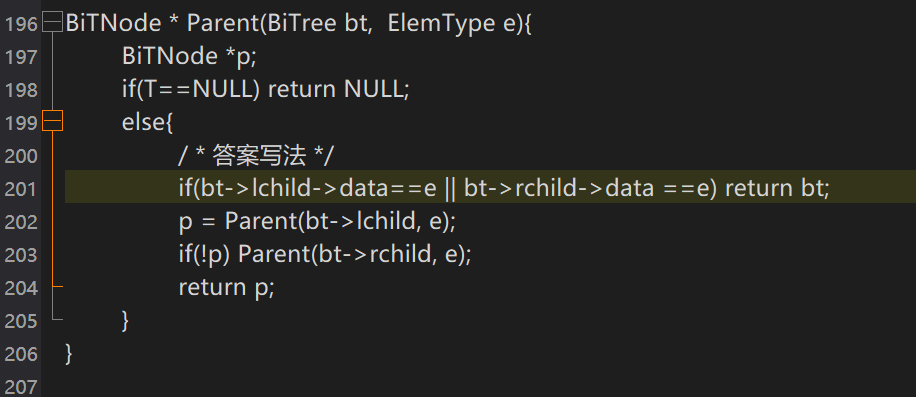 196 BiTNode * Parent(BiTree bt,  ElemType e){
197 BiTNode *p;
198 if(T==NULL) return NULL;
199 else{
200 / * 答案写法 */
201 if(bt->lchild->data==e || bt->rchild->data ==e) return bt;
202 p = Parent(bt->lchild, e);
203 if(!p) Parent(bt->rchild, e);
204 return p;
205 }
206 }
207